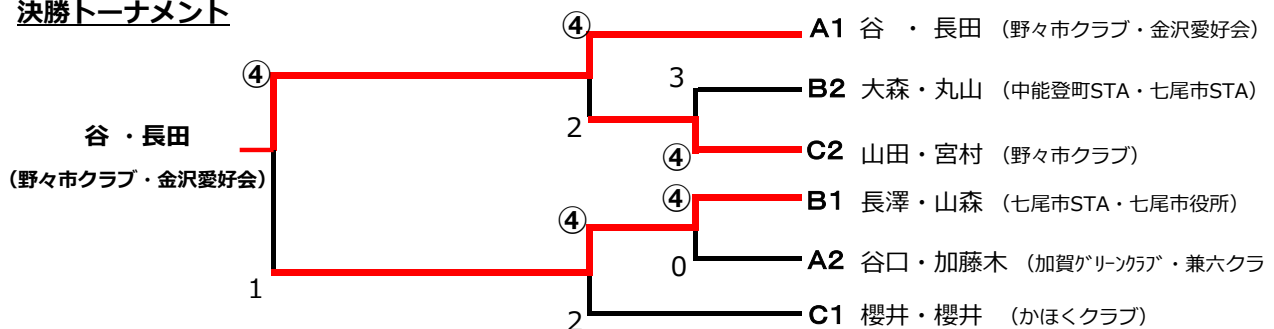 決勝トーナメント
④ A1 谷 ・ 長田 (野々市クラブ・金沢愛好会)
④
3 B2 大森・丸山 (中能登町STA・七尾市STA)
谷 ・長田
2
④ C2 山田・宮村 (野々市クラブ)
(野々市クラブ・金沢愛好会)
④ B1 長澤・山森 (七尾市STA・七尾市役所)
④
0 A2 谷口・加藤木 (加賀ｸﾞﾘｰﾝｸﾗﾌﾞ・兼六クラ
1
2 C1 櫻井・櫻井 (かほくクラブ)